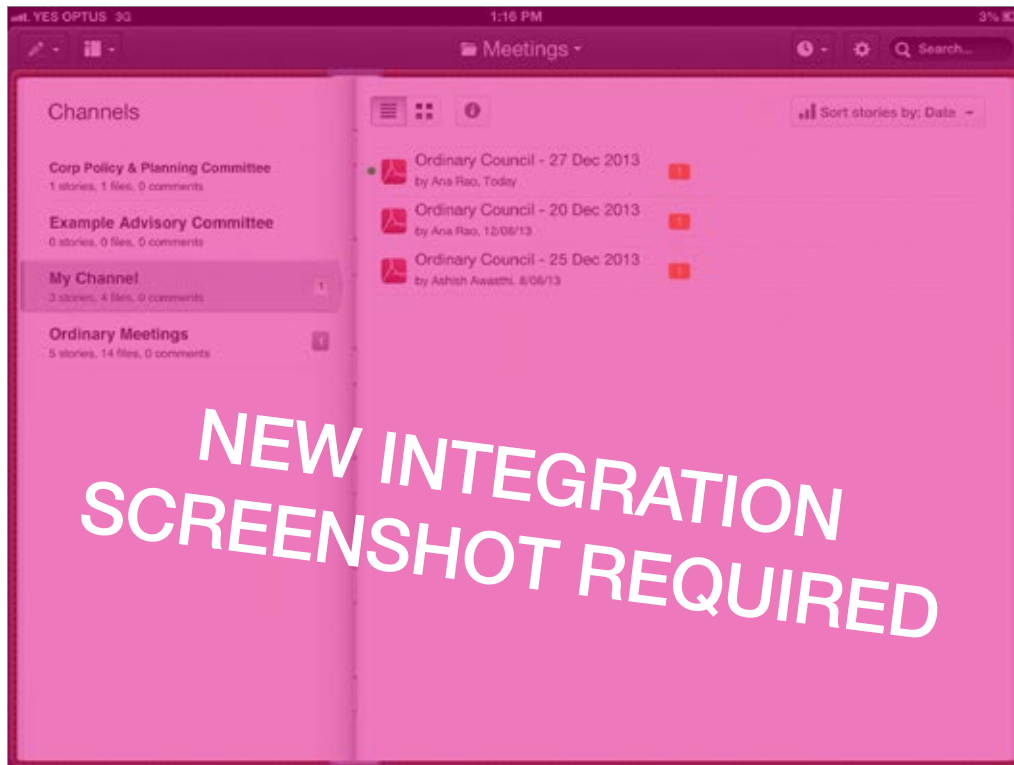 YES OPTUS 3G 1:16 PM 3%
Meetings
Search...
Channels
Sort stories by: Date
Corp Policy & Planning Committee
1 stories, 1 files, 0 comments
Example Advisory Committee
0 stories, 0 files, 0 comments
My Channel
1
3 stories, 4 files, 0 comments
Ordinary Meetings
5 stories, 14 files, 0 comments
Ordinary Council - 27 Dec 2013
1
by Ana Rao, Today
Ordinary Council - 20 Dec 2013
1
by Ana Rao, 12/06/13
Ordinary Council - 25 Dec 2013
1
by Ashish Awasthi, 8/06/13
NEW INTEGRATION
SCREENSHOT REQUIRED